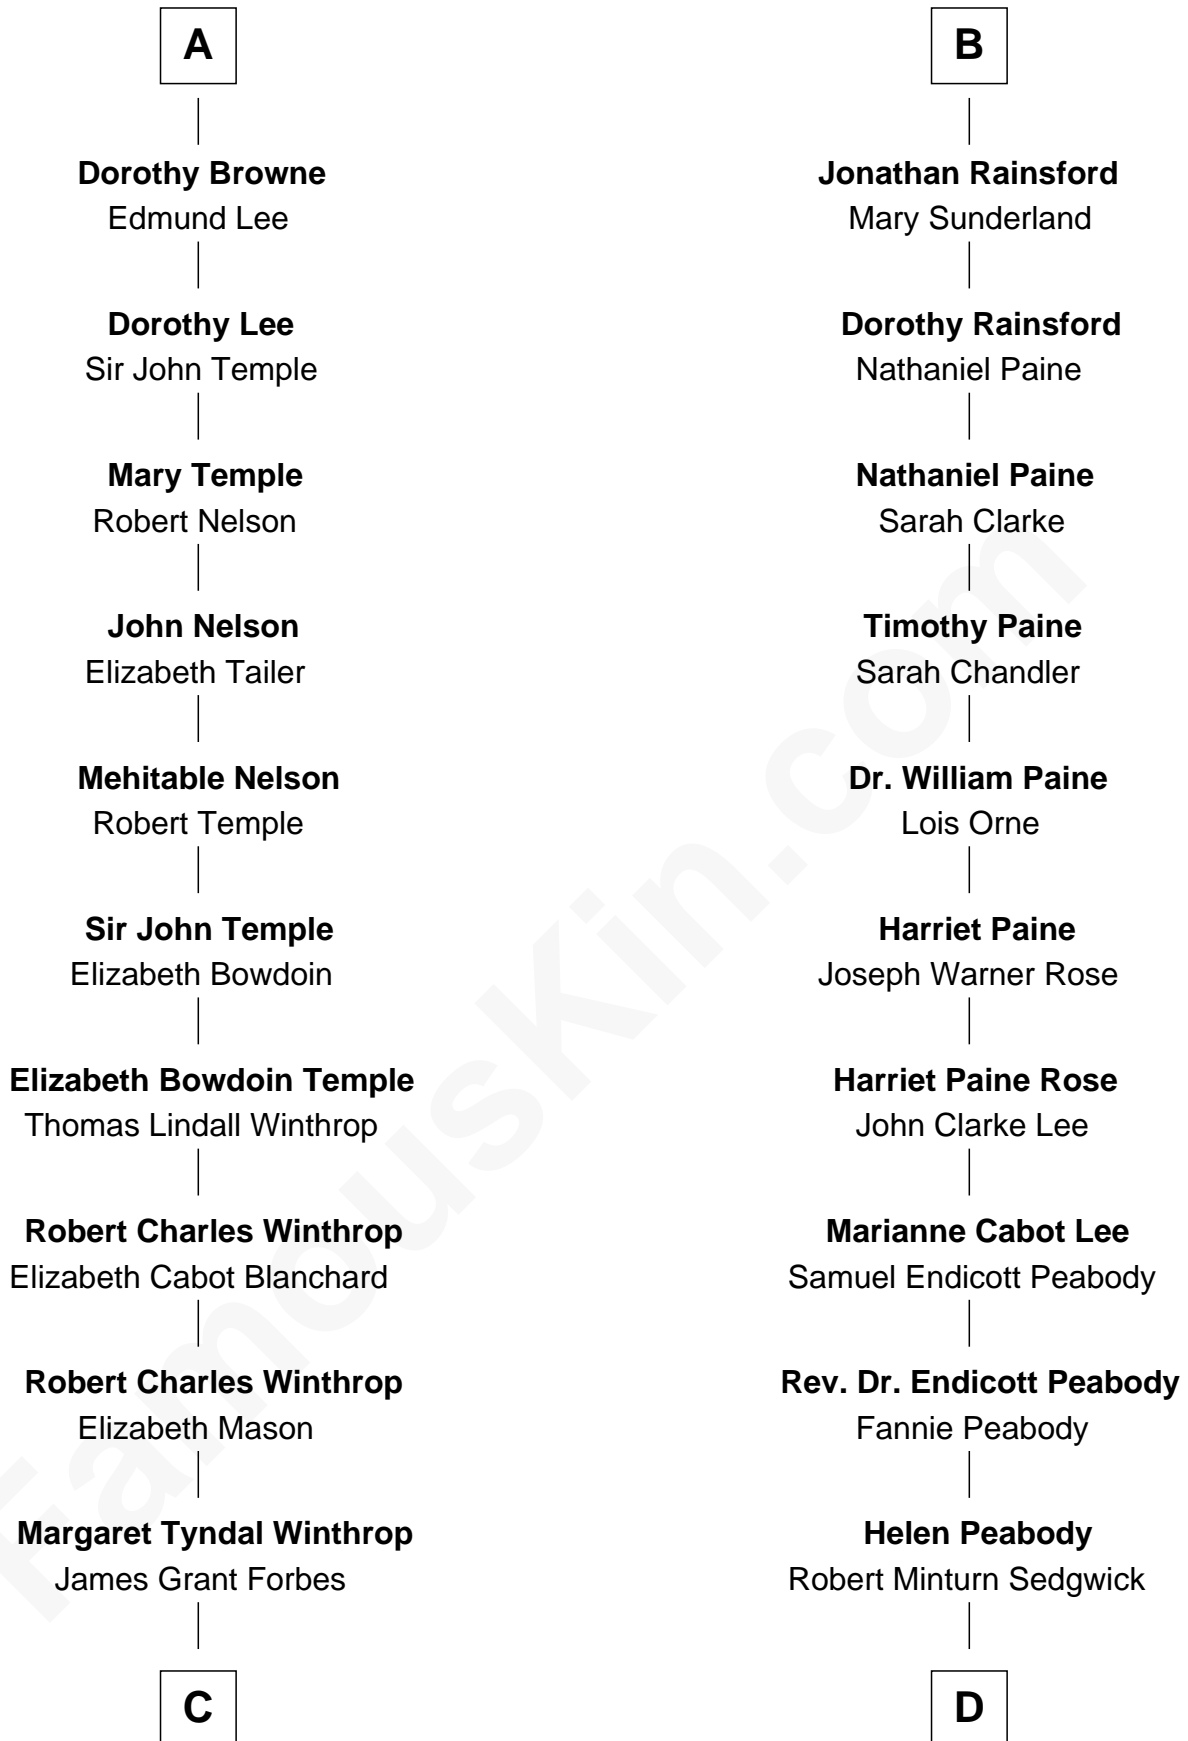 A
Dorothy Browne
Edmund Lee
Dorothy Lee
Sir John Temple
Mary Temple
Robert Nelson
John Nelson
Elizabeth Tailer
Mehitable Nelson
Robert Temple
Sir John Temple
Elizabeth Bowdoin
Elizabeth Bowdoin Temple
Thomas Lindall Winthrop
Robert Charles Winthrop
Elizabeth Cabot Blanchard
Robert Charles Winthrop
Elizabeth Mason
Margaret Tyndal Winthrop
James Grant Forbes
C
B
Jonathan Rainsford
Mary Sunderland
Dorothy Rainsford
Nathaniel Paine
Nathaniel Paine
Sarah Clarke
Timothy Paine
Sarah Chandler
Dr. William Paine
Lois Orne
Harriet Paine
Joseph Warner Rose
Harriet Paine Rose
John Clarke Lee
Marianne Cabot Lee
Samuel Endicott Peabody
Rev. Dr. Endicott Peabody
Fannie Peabody
Helen Peabody
Robert Minturn Sedgwick
D
FamousKin.com